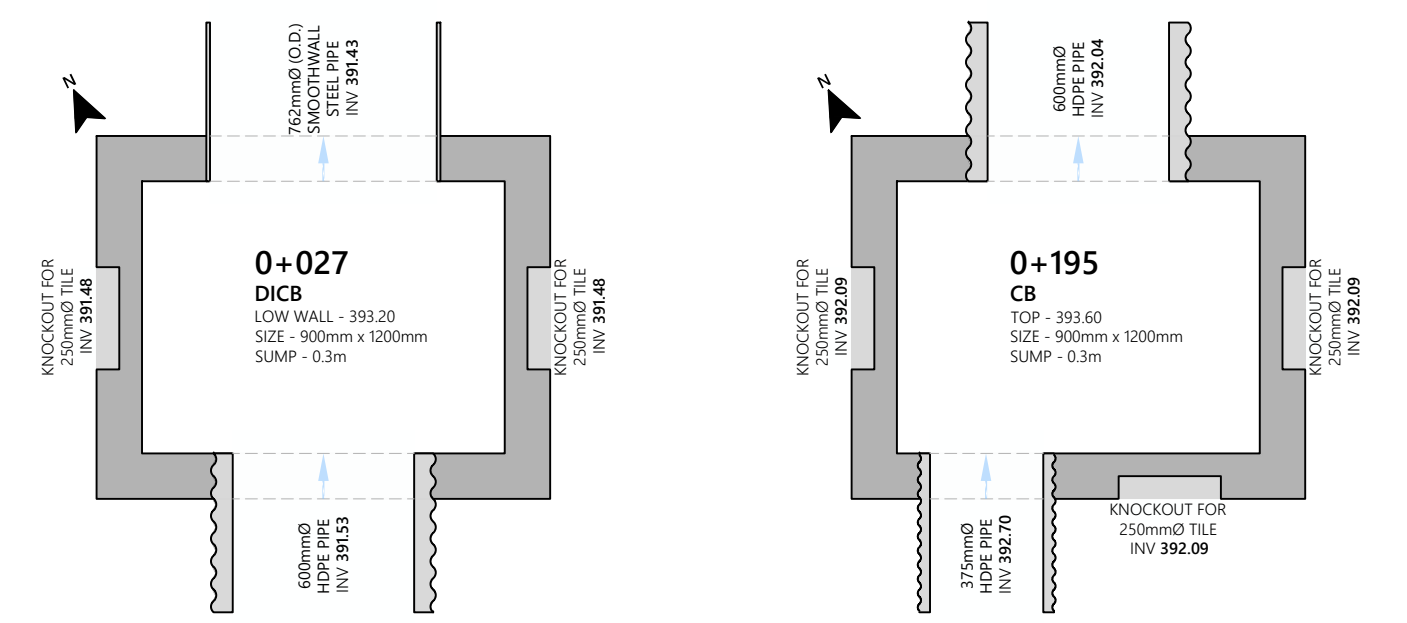 N
762mmØ (O.D.)
SMOOTHWALL
STEEL PIPE
INV 391.43
KNOCKOUT FOR
250mmØ TILE
INV 391.48
0+027
DICB
LOW WALL - 393.20
SIZE - 900mm x 1200mm
SUMP - 0.3m
KNOCKOUT FOR
250mmØ TILE
INV 391.48
600mmØ
HDPE PIPE
INV 391.53
N
600mmØ
HDPE PIPE
INV 392.04
KNOCKOUT FOR
250mmØ TILE
INV 392.09
0+195
CB
TOP - 393.60
SIZE - 900mm x 1200mm
SUMP - 0.3m
KNOCKOUT FOR
250mmØ TILE
INV 392.09
375mmØ
HDPE PIPE
INV 392.70
KNOCKOUT FOR
250mmØ TILE
INV 392.09